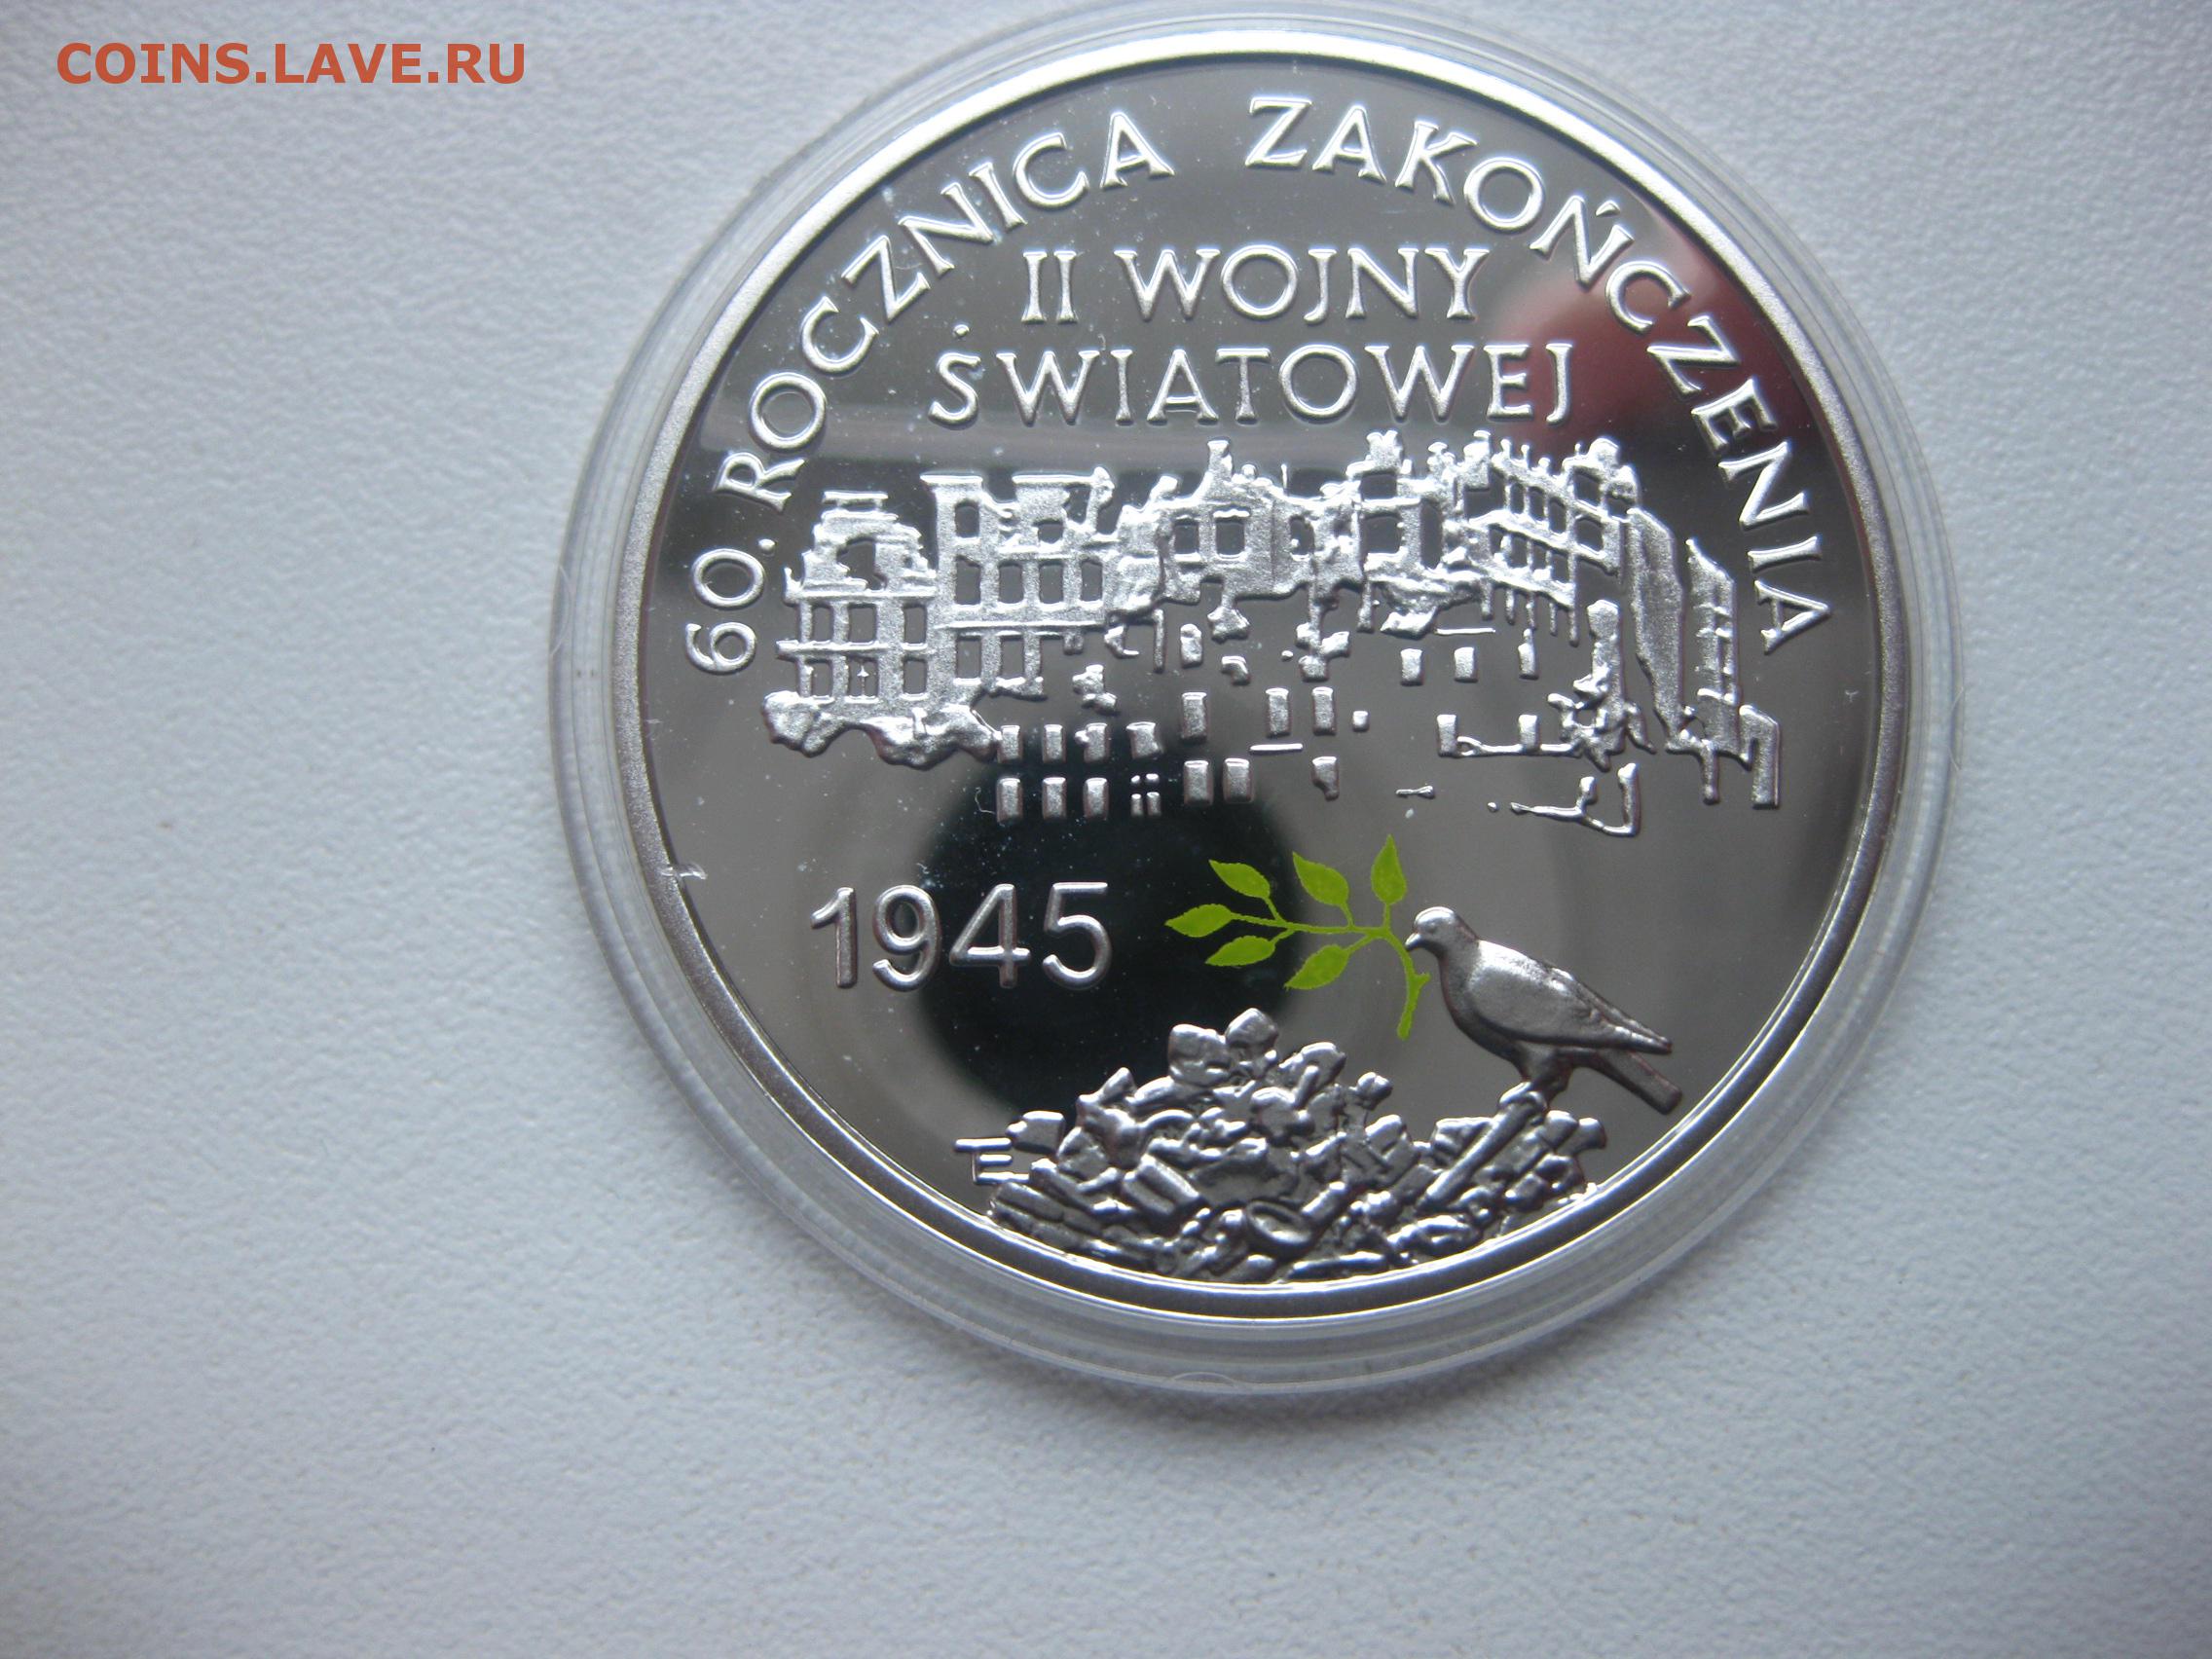 COINS.LAVE.RU
60. ROCZNICA ZAKOŃCZENIA
II WOJNY
ŚWIATOWEJ
1945